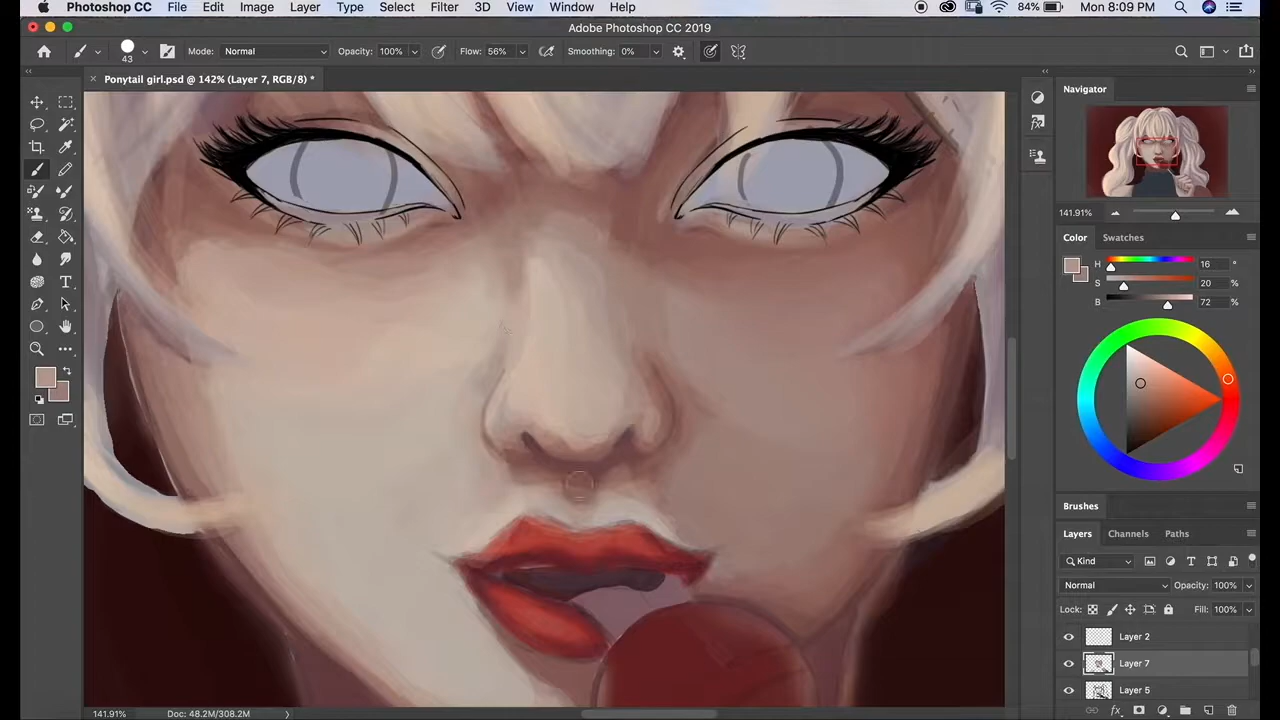 Photoshop CC File Edit Image Layer Type Select Filter 3D View Window Help 84% Mon 8:09 PM
Adobe Photoshop CC 2019
43 Mode: Normal Opacity: 100% Flow: 56% Smoothing: 0%
Ponytail girl.psd @ 142% (Layer 7, RGB/8) *
Navigator
141.91%
Color Swatches
H 16 °
S 20 %
B 72 %
Brushes
Layers Channels Paths
Kind
Normal Opacity: 100%
Lock: Fill: 100%
Layer 2
Layer 7
Layer 5
141.91% Doc: 48.2M/308.2M